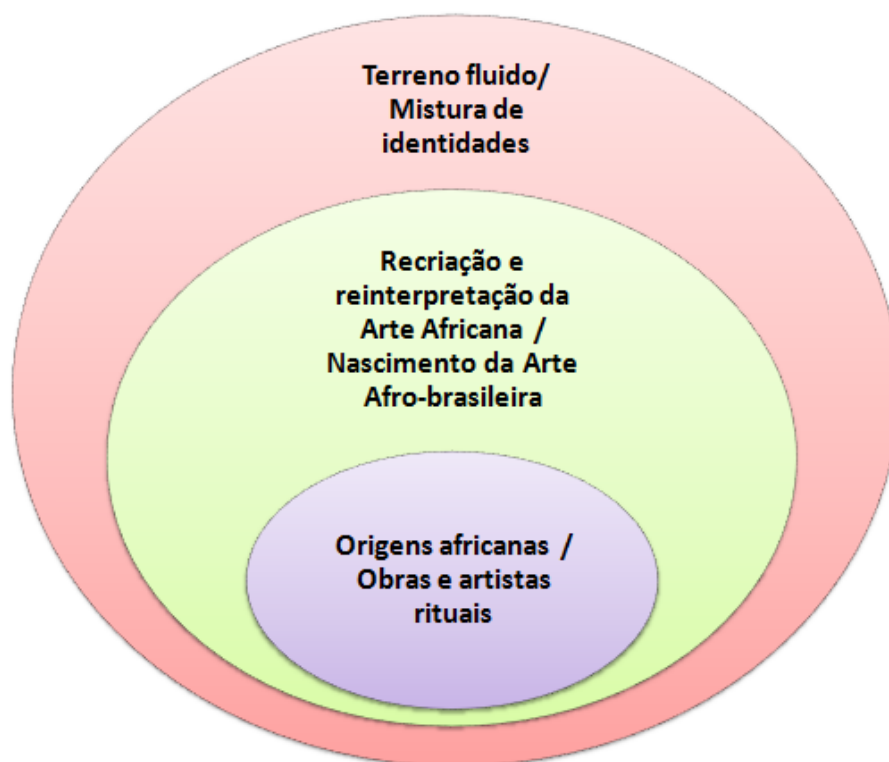 Terreno fluido/
Mistura de
identidades
Recriação e
reinterpretação da
Arte Africana /
Nascimento da Arte
Afro-brasileira
Origens africanas /
Obras e artistas
rituais